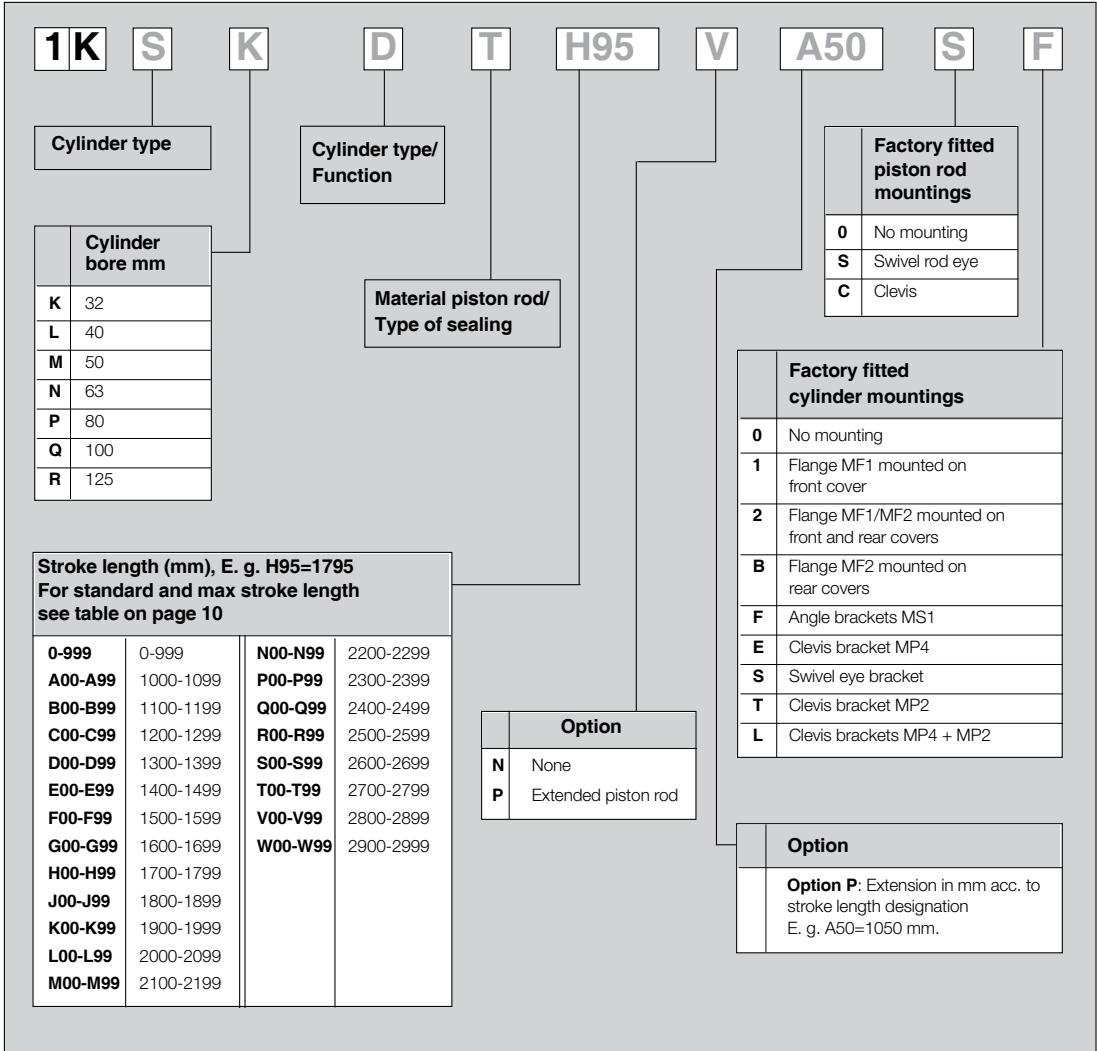 1 K S K D T H95 V A50 S F
Cylinder type
Cylinder type/
Function
Factory fitted
piston rod
mountings
0 No mounting
S Swivel rod eye
C Clevis
Cylinder
bore mm
K 32
L 40
M 50
N 63
P 80
Q 100
R 125
Material piston rod/
Type of sealing
Factory fitted
cylinder mountings
0 No mounting
1 Flange MF1 mounted on
front cover
2 Flange MF1/MF2 mounted on
front and rear covers
B Flange MF2 mounted on
rear covers
F Angle brackets MS1
E Clevis bracket MP4
S Swivel eye bracket
T Clevis bracket MP2
L Clevis brackets MP4 + MP2
Stroke length (mm), E. g. H95=1795
For standard and max stroke length
see table on page 10
0-999 0-999 N00-N99 2200-2299
A00-A99 1000-1099 P00-P99 2300-2399
B00-B99 1100-1199 Q00-Q99 2400-2499
C00-C99 1200-1299 R00-R99 2500-2599
D00-D99 1300-1399 S00-S99 2600-2699
E00-E99 1400-1499 T00-T99 2700-2799
F00-F99 1500-1599 V00-V99 2800-2899
G00-G99 1600-1699 W00-W99 2900-2999
H00-H99 1700-1799
J00-J99 1800-1899
K00-K99 1900-1999
L00-L99 2000-2099
M00-M99 2100-2199
Option
N None
P Extended piston rod
Option
Option P: Extension in mm acc. to
stroke length designation
E. g. A50=1050 mm.